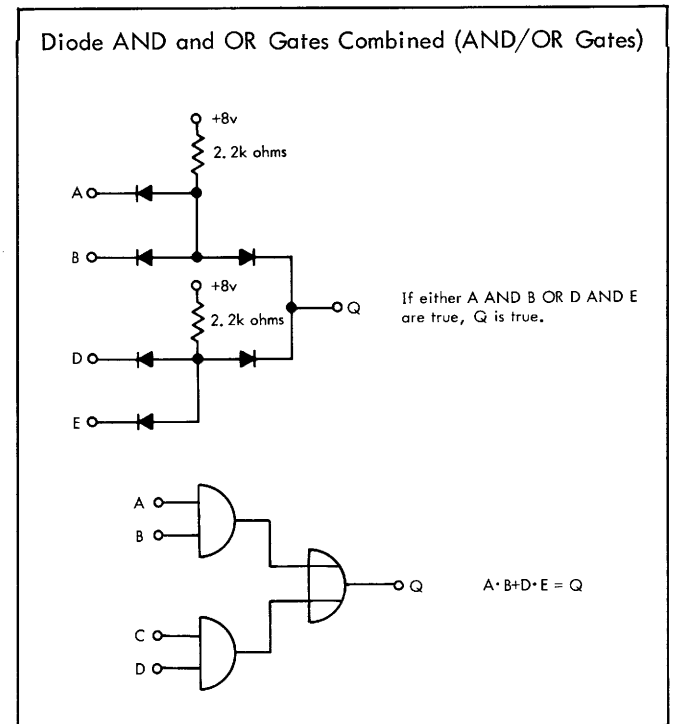 Diode AND and OR Gates Combined (AND/OR Gates)
+8v
2. 2k ohms
A
B
+8v
2. 2k ohms
Q
If either A AND B OR D AND E
are true, Q is true.
D
E
A
B
Q
A· B+D· E = Q
C
D